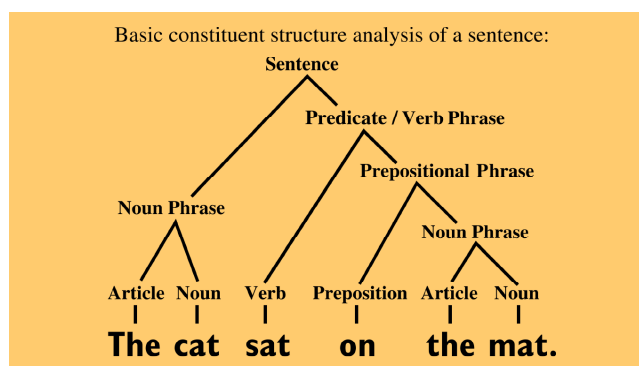 Basic constituent structure analysis of a sentence:
Sentence
Predicate / Verb Phrase
Prepositional Phrase
Noun Phrase
Noun Phrase
Article Noun Verb Preposition Article Noun
The cat sat on the mat.